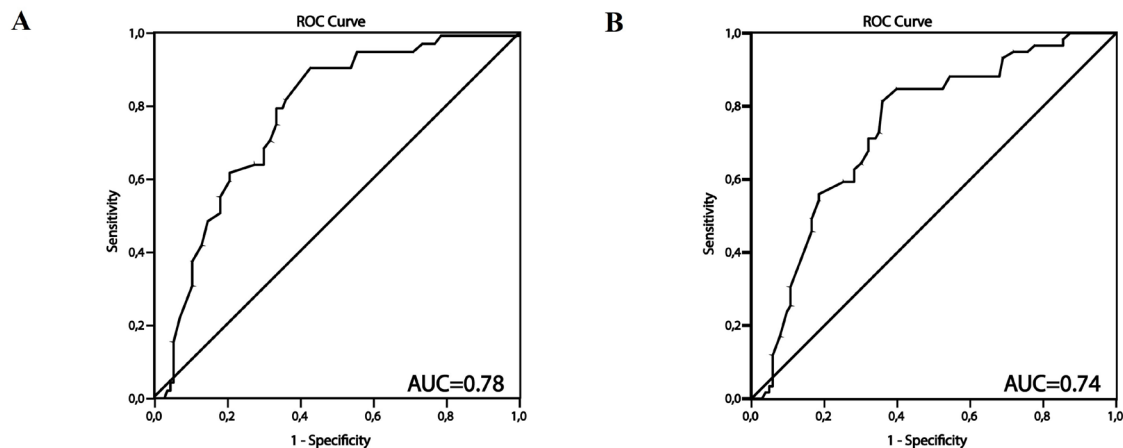 A
ROC Curve
1,0
0,8
0,6
0,4
0,2
0,0
Sensitivity
0,0 0,2 0,4 0,6 0,8 1,0
1 - Specificity
AUC=0.78
B
ROC Curve
1,0
0,8
0,6
0,4
0,2
0,0
Sensitivity
0,0 0,2 0,4 0,6 0,8 1,0
1 - Specificity
AUC=0.74